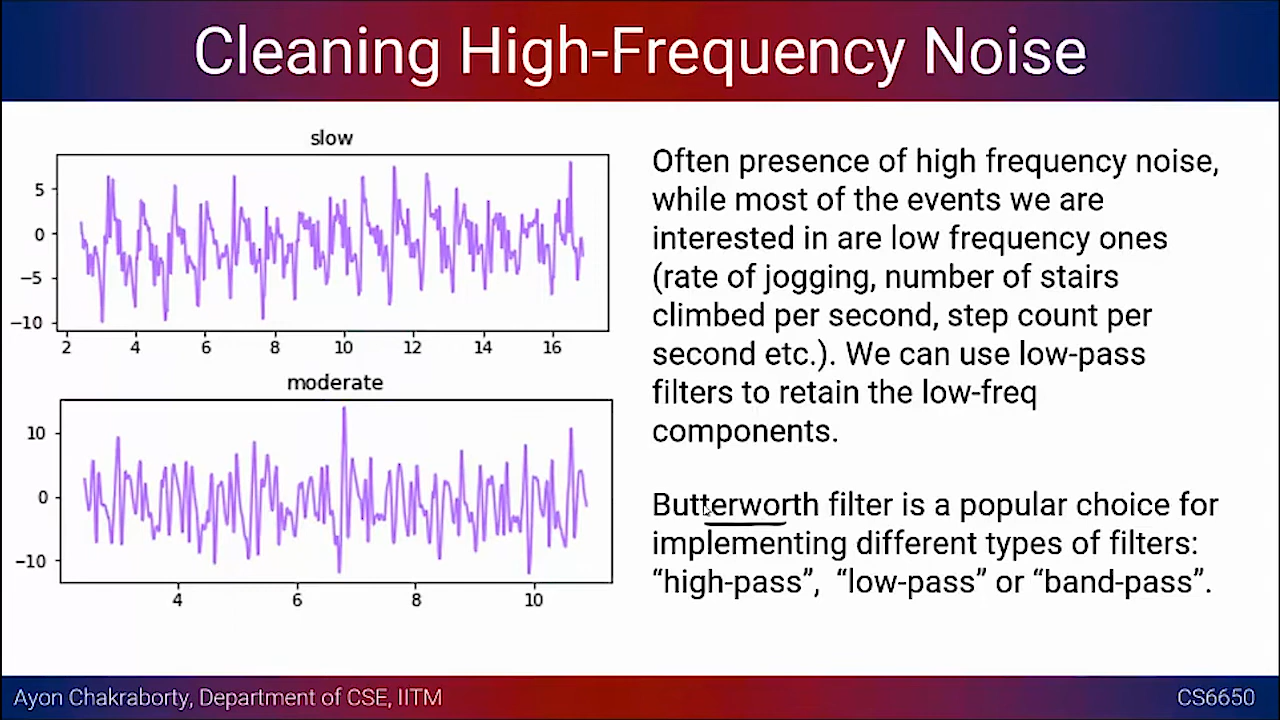 Cleaning High-Frequency Noise
slow
5
0
−5
−10
2 4 6 8 10 12 14 16
moderate
10
0
−10
4 6 8 10
Often presence of high frequency noise,
while most of the events we are
interested in are low frequency ones
(rate of jogging, number of stairs
climbed per second, step count per
second etc.). We can use low-pass
filters to retain the low-freq
components.
Butterworth filter is a popular choice for
implementing different types of filters:
“high-pass”, “low-pass” or “band-pass”.
Ayon Chakraborty, Department of CSE, IITM
CS6650